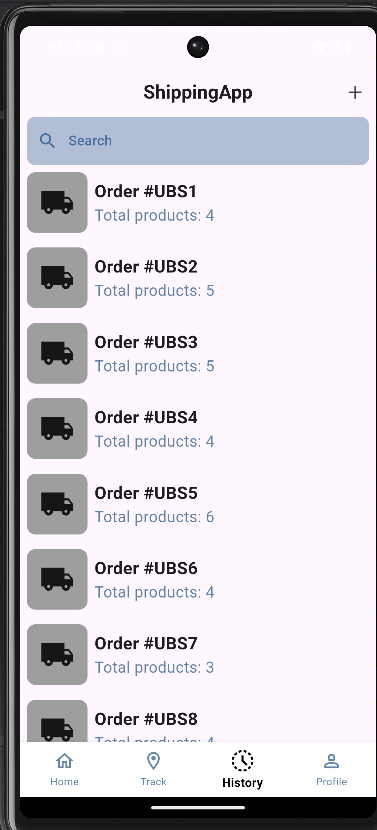 ShippingApp
Search
Order #UBS1
Total products: 4
Order #UBS2
Total products: 5
Order #UBS3
Total products: 5
Order #UBS4
Total products: 4
Order #UBS5
Total products: 6
Order #UBS6
Total products: 4
Order #UBS7
Total products: 3
Order #UBS8
Total products: 4
Home
Track
History
Profile